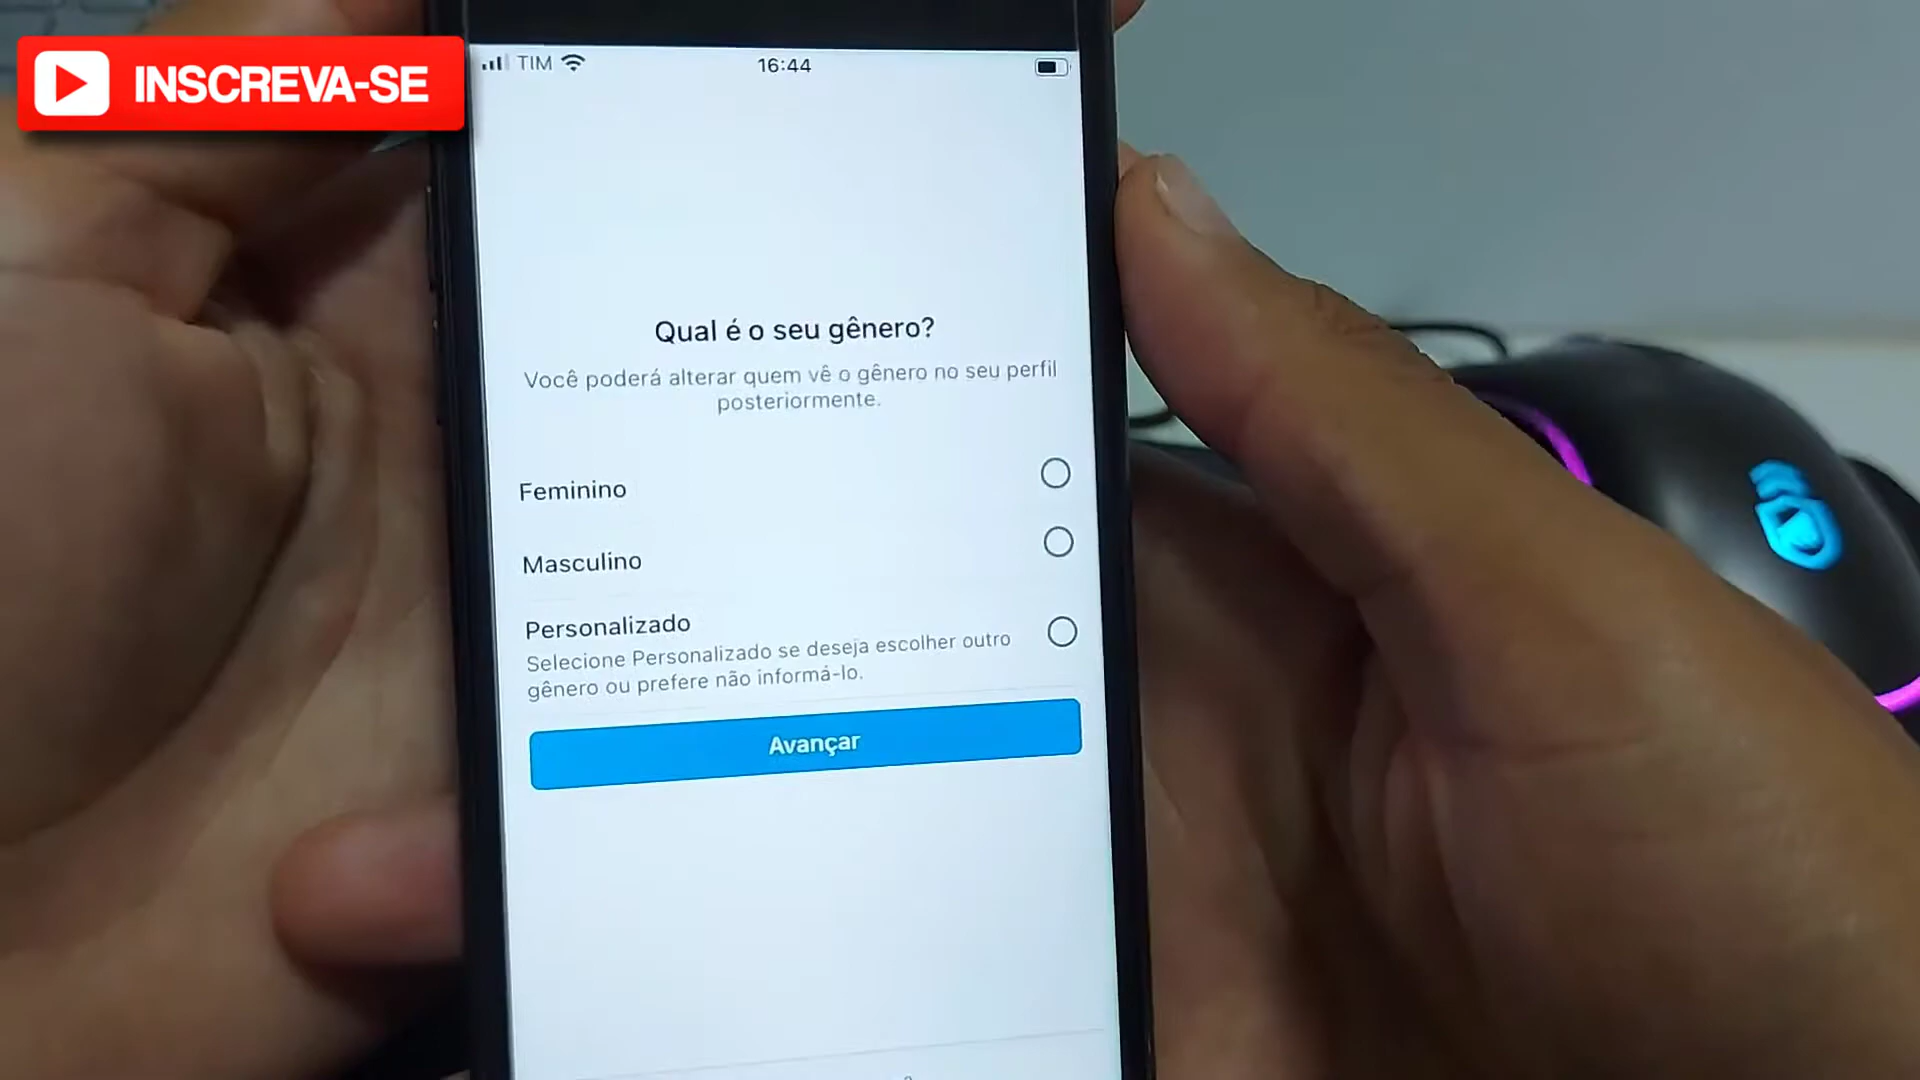 INSCREVA-SE
TIM
16:44
Qual é o seu gênero?
Você poderá alterar quem vê o gênero no seu perfil
posteriormente.
Feminino
Masculino
Personalizado
Selecione Personalizado se deseja escolher outro
gênero ou prefere não informá-lo.
Avançar